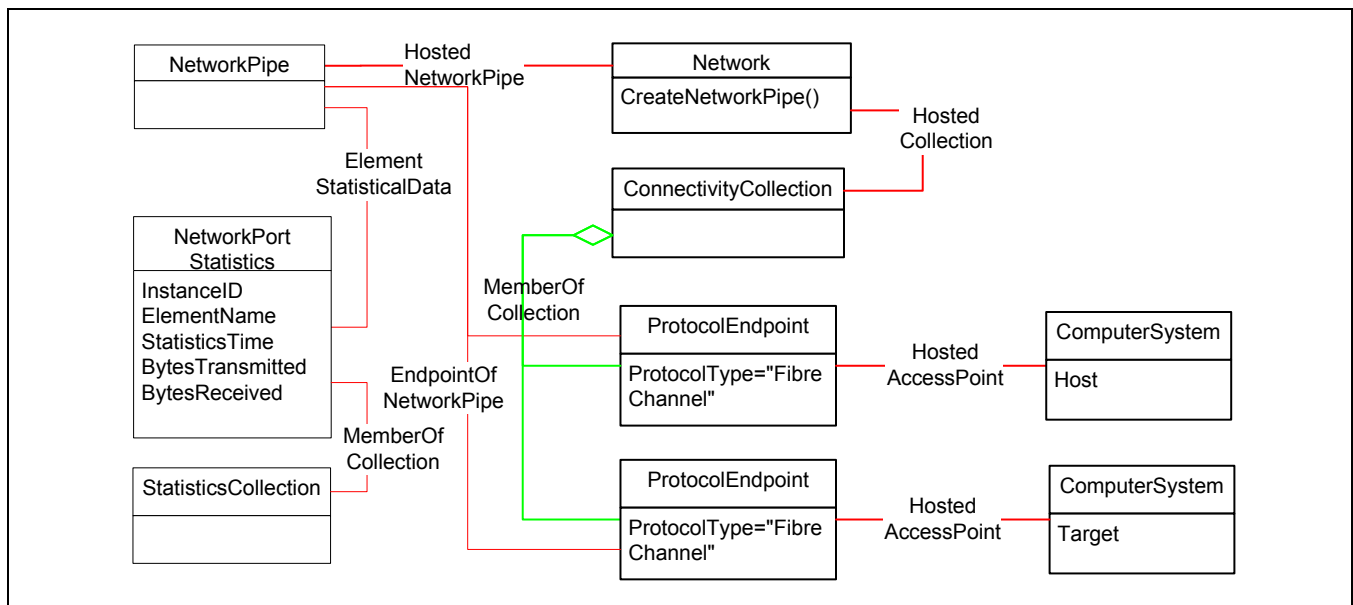 NetworkPipe
Hosted
NetworkPipe
Network
CreateNetworkPipe()
Hosted
Collection
Element
StatisticalData
ConnectivityCollection
NetworkPort
Statistics
InstanceID
ElementName
StatisticsTime
BytesTransmitted
BytesReceived
MemberOf
Collection
ProtocolEndpoint
ProtocolType="Fibre
Channel"
Hosted
AccessPoint
ComputerSystem
Host
EndpointOf
NetworkPipe
MemberOf
Collection
StatisticsCollection
ProtocolEndpoint
ProtocolType="Fibre
Channel"
Hosted
AccessPoint
ComputerSystem
Target